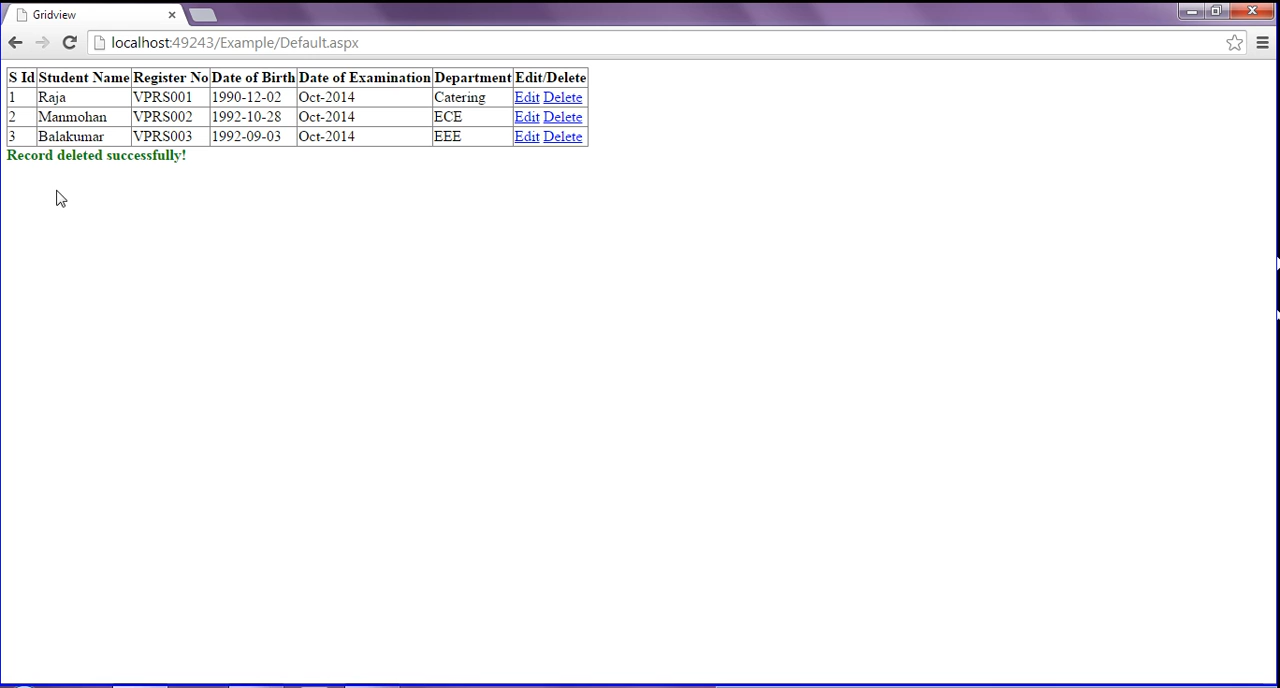 Gridview
localhost:49243/Example/Default.aspx
S Id Student Name Register No Date of Birth Date of Examination Department Edit/Delete
1 Raja VPRS001 1990-12-02 Oct-2014 Catering Edit Delete
2 Manmohan VPRS002 1992-10-28 Oct-2014 ECE Edit Delete
3 Balakumar VPRS003 1992-09-03 Oct-2014 EEE Edit Delete
Record deleted successfully!